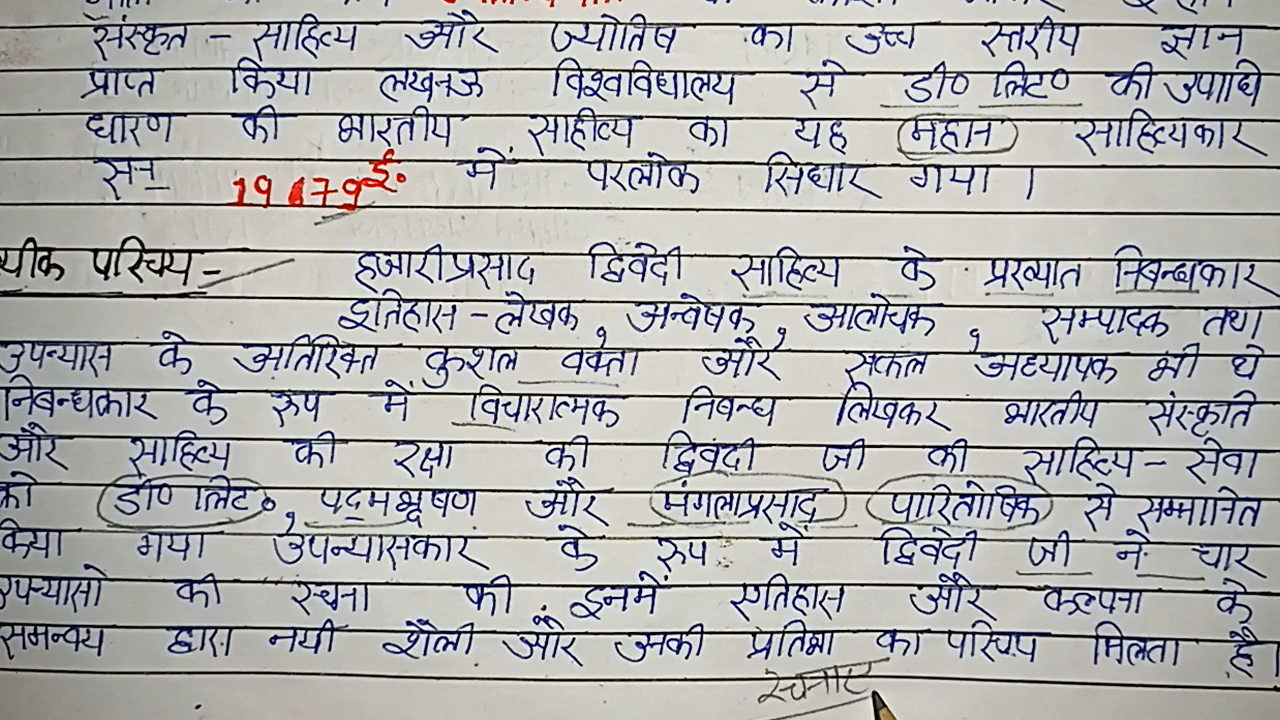 संस्कृत - साहित्य और ज्योतिष का उच्च स्तरीय ज्ञान
प्राप्त किया लखनऊ विश्वविद्यालय से डी० लिट० की उपाधि
धारण की भारतीय साहीत्य का यह महान साहित्यकार
सन् 1979 ई. में परलोक सिधार गया ।
यीक परिचय - हजारीप्रसाद द्विवेदी साहित्य के प्रख्यात निबन्धकार
इतिहास - लेखक, अन्वेषक, आलोचक, सम्पादक तथा
उपन्यास के अतिरिक्त कुशल वक्ता और सफल अध्यापक भी थे
निबन्धकार के रूप में विचारात्मक निबन्ध लिखकर भारतीय संस्कृति
और साहित्य की रक्षा की द्विवेदी जी की साहित्य - सेवा
को डी० लिट०, पद्मभूषण और मंगलाप्रसाद पारितोषिक से सम्मानित
किया गया उपन्यासकार के रूप में द्विवेदी जी ने चार
उपन्यासो की रचना की इनमें इतिहास और कल्पना के
समन्वय द्वारा नयी शैली और उनकी प्रतिभा का परिचय मिलता है।
रचनाए